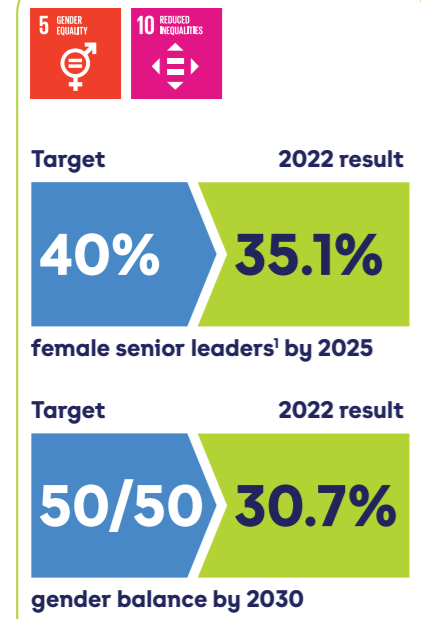 5 GENDER
EQUALITY
10 REDUCED
INEQUALITIES
Target 2022 result
40% 35.1%
female senior leaders¹ by 2025
Target 2022 result
50/50 30.7%
gender balance by 2030